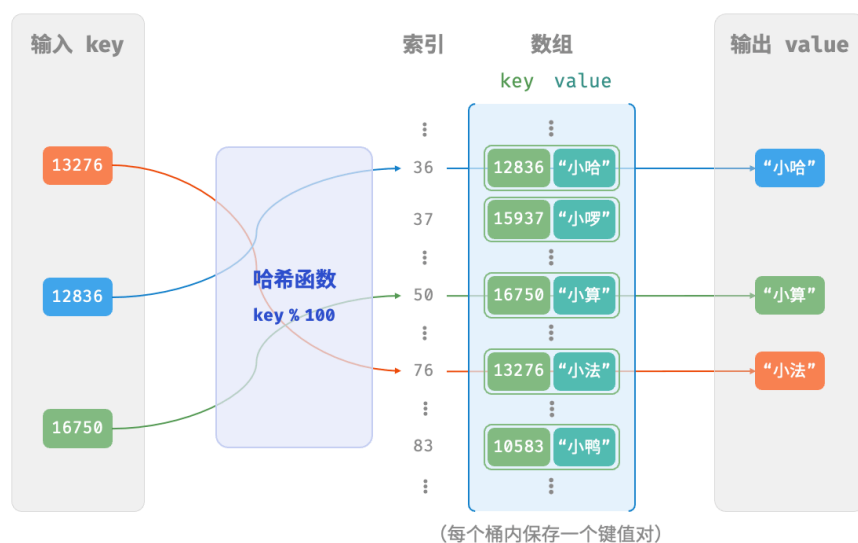 输入 key 索引 数组 输出 value
key value
13276 36 12836 “小哈” “小哈”
37 15937 “小啰”
哈希函数
12836 50 16750 “小算” “小算”
key % 100
76 13276 “小法” “小法”
16750 83 10583 “小鸭”
（每个桶内保存一个键值对）